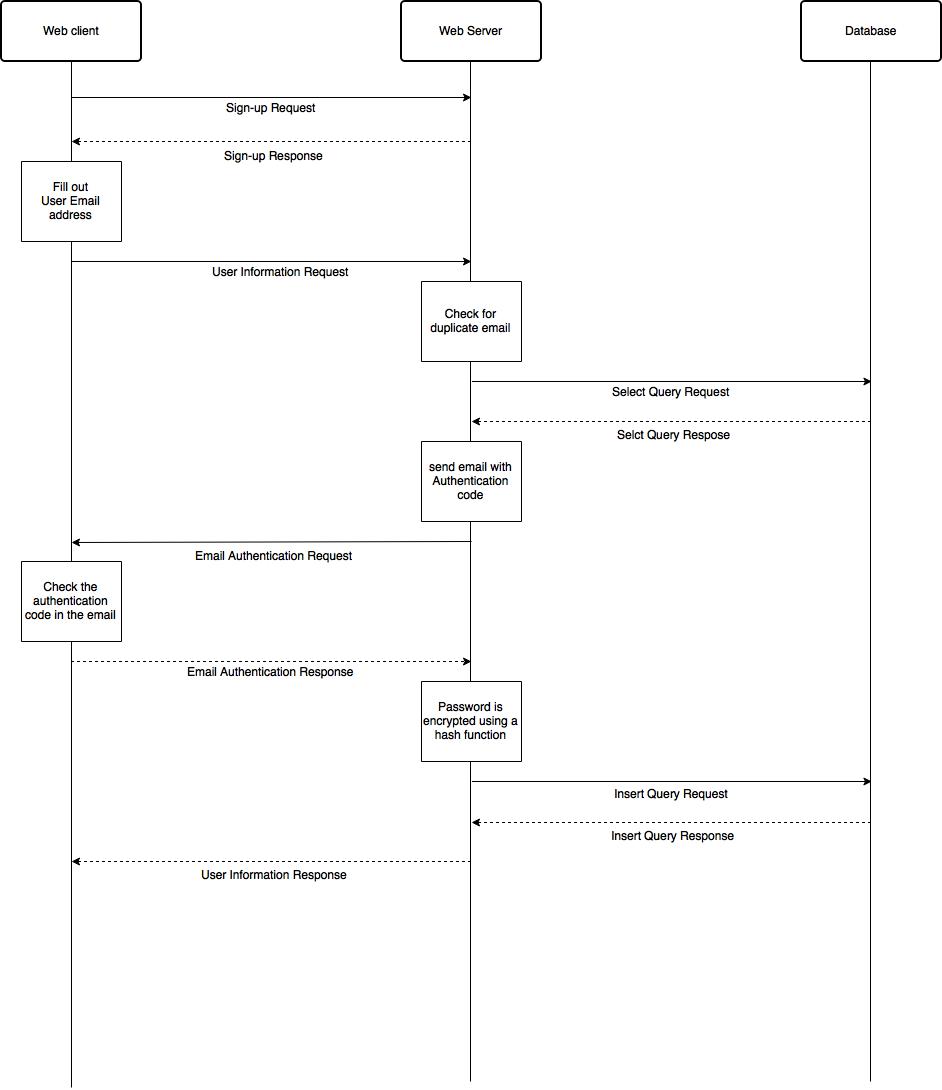 Web client
Web Server
Database
Sign-up Request
Sign-up Response
Fill out
User Email
address
User Information Request
Check for
duplicate email
Select Query Request
Selct Query Respose
send email with
Authentication
code
Email Authentication Request
Check the
authentication
code in the email
Email Authentication Response
Password is
encrypted using a
hash function
Insert Query Request
Insert Query Response
User Information Response